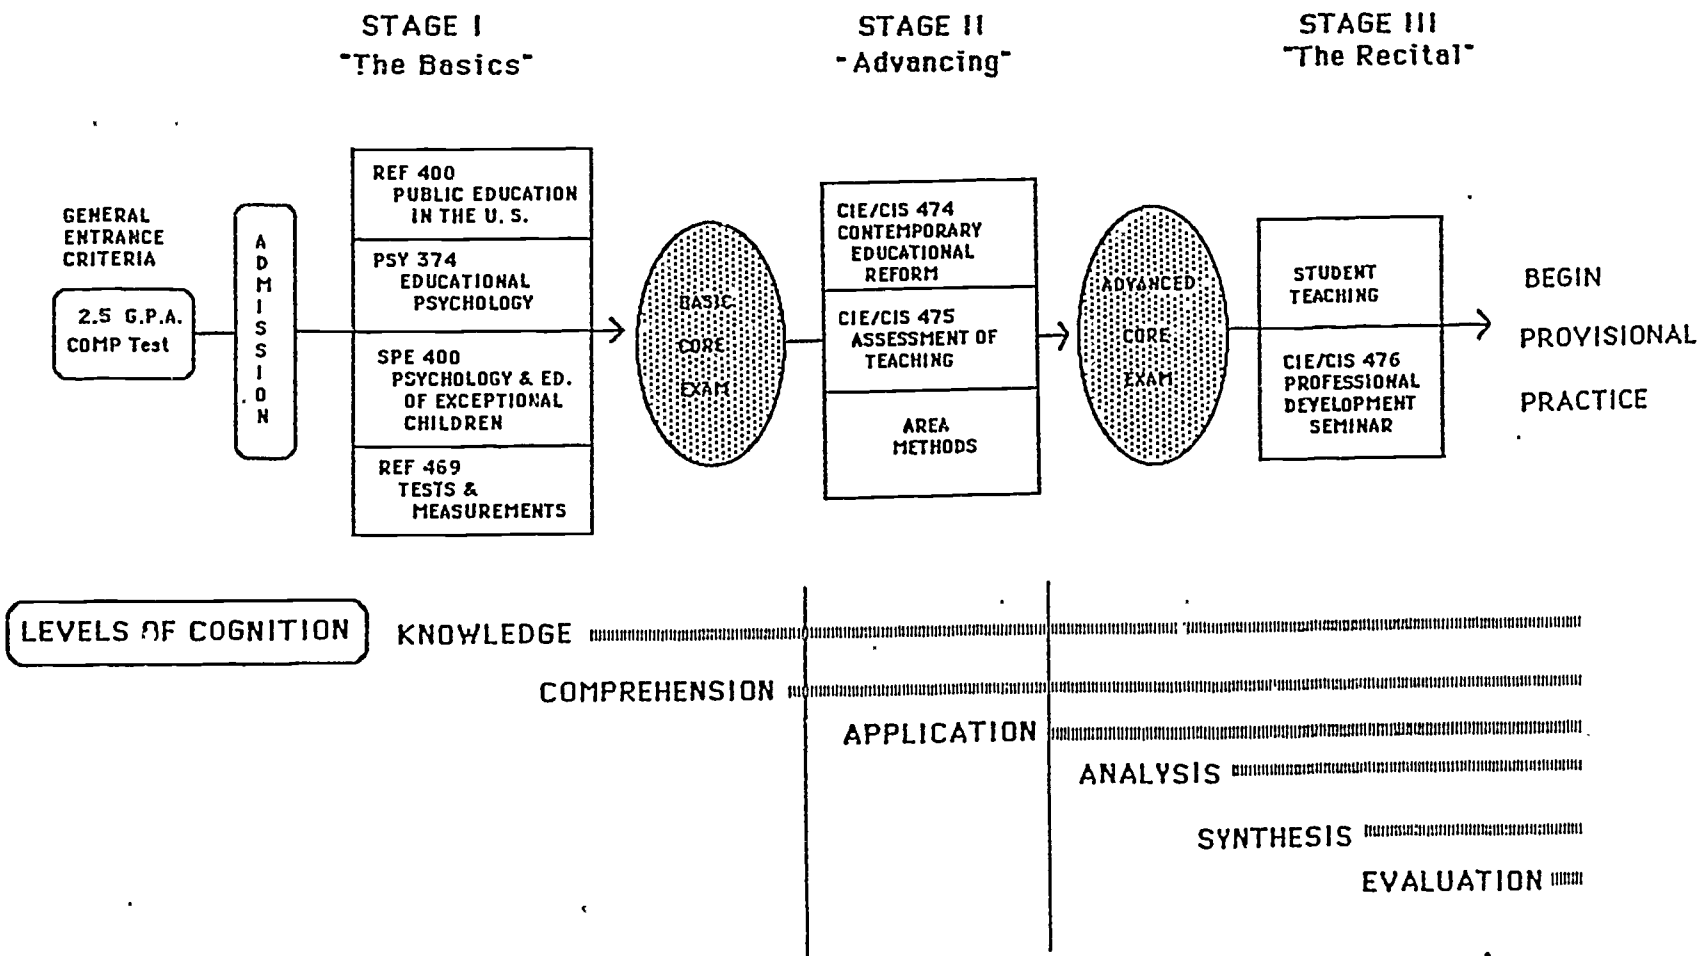 STAGE I
"The Basics"
STAGE II
"Advancing"
STAGE III
"The Recital"
GENERAL
ENTRANCE
CRITERIA
2.5 G.P.A.
COMP Test
ADMISSION
REF 400
PUBLIC EDUCATION
IN THE U. S.
PSY 374
EDUCATIONAL
PSYCHOLOGY
SPE 400
PSYCHOLOGY & ED.
OF EXCEPTIONAL
CHILDREN
REF 469
TESTS &
MEASUREMENTS
BASIC
CORE
EXAM
CIE/CIS 474
CONTEMPORARY
EDUCATIONAL
REFORM
CIE/CIS 475
ASSESSMENT OF
TEACHING
AREA
METHODS
ADVANCED
CORE
EXAM
STUDENT
TEACHING
CIE/CIS 476
PROFESSIONAL
DEVELOPMENT
SEMINAR
BEGIN
PROVISIONAL
PRACTICE
LEVELS OF COGNITION
KNOWLEDGE
COMPREHENSION
APPLICATION
ANALYSIS
SYNTHESIS
EVALUATION